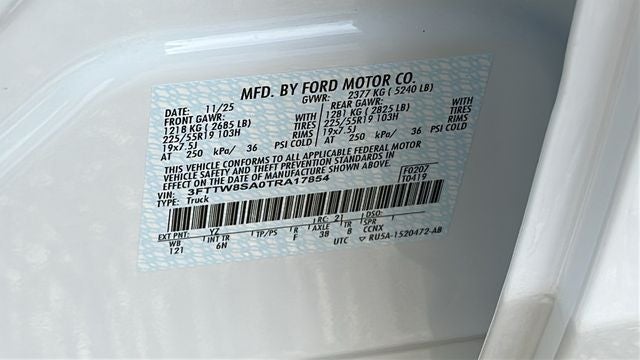 MFD. BY FORD MOTOR CO.
DATE: 11/25 GVWR: 2377 KG ( 5240 LB)
FRONT GAWR: WITH REAR GAWR: WITH
1218 KG ( 2685 LB) TIRES 1281 KG ( 2825 LB) TIRES
225/55R19 103H RIMS 225/55R19 103H RIMS
19x7.5J 19x7.5J
AT 250 kPa/ 36 PSI COLD AT 250 kPa/ 36 PSI COLD
THIS VEHICLE CONFORMS TO ALL APPLICABLE FEDERAL MOTOR
VEHICLE SAFETY AND THEFT PREVENTION STANDARDS IN
EFFECT ON THE DATE OF MANUFACTURE SHOWN ABOVE.
VIN: 3FTTW8SA0TRA17854 F0207
TYPE: Truck T0419
EXT PNT: YZ RC: 21 DSO:
WB INT TR TP/PS R AXLE TR SPR
121 6N F 38 8 CCNX
UTC ▽ RU5A-1520472-AB